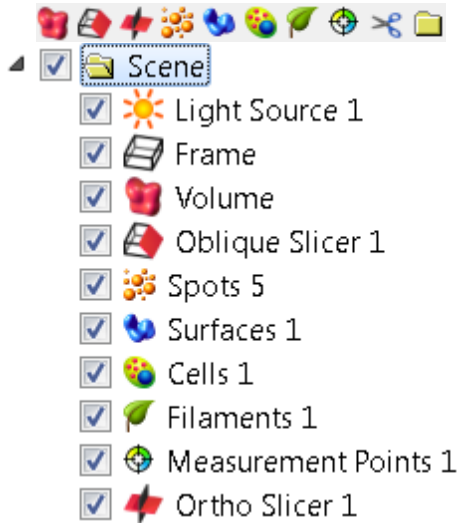 Scene
Light Source 1
Frame
Volume
Oblique Slicer 1
Spots 5
Surfaces 1
Cells 1
Filaments 1
Measurement Points 1
Ortho Slicer 1